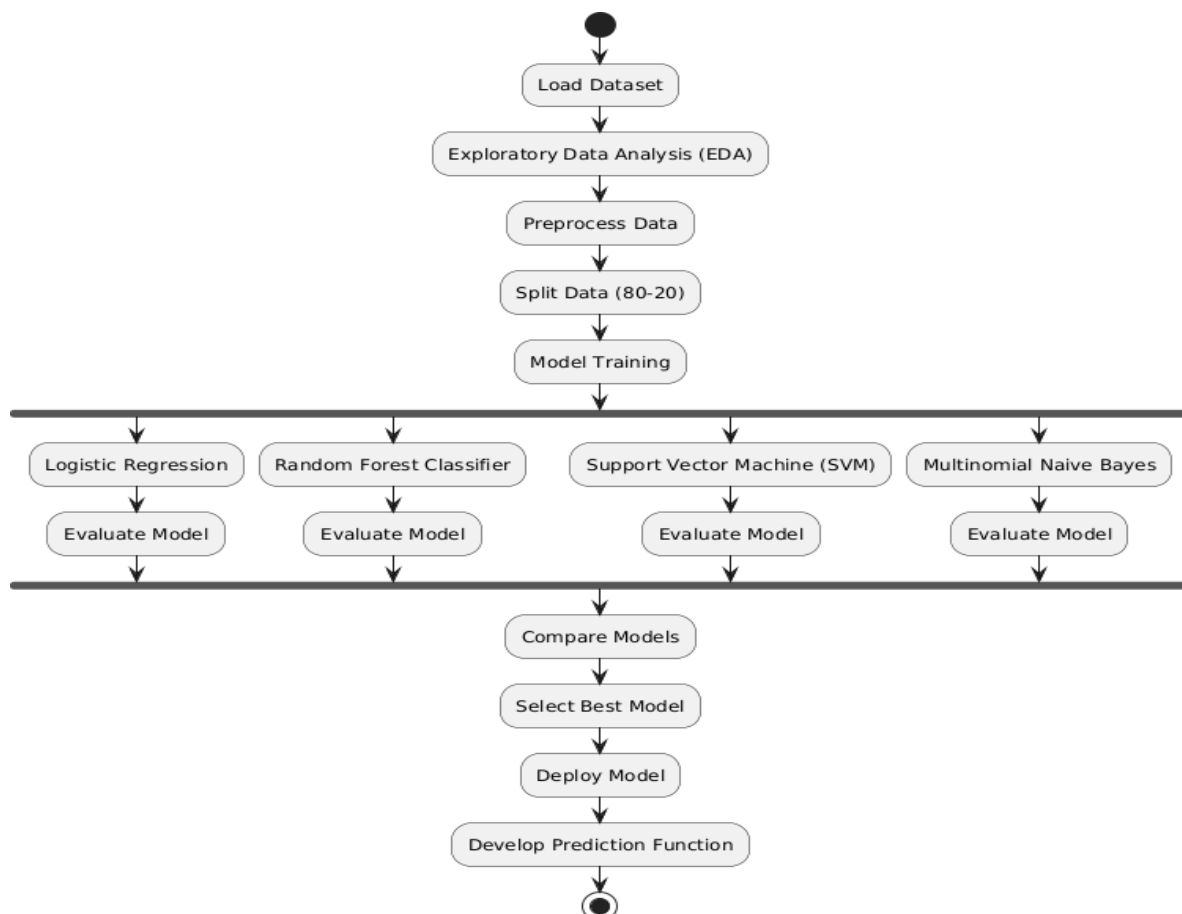 Load Dataset
Exploratory Data Analysis (EDA)
Preprocess Data
Split Data (80-20)
Model Training
Logistic Regression
Random Forest Classifier
Support Vector Machine (SVM)
Multinomial Naive Bayes
Evaluate Model
Evaluate Model
Evaluate Model
Evaluate Model
Compare Models
Select Best Model
Deploy Model
Develop Prediction Function